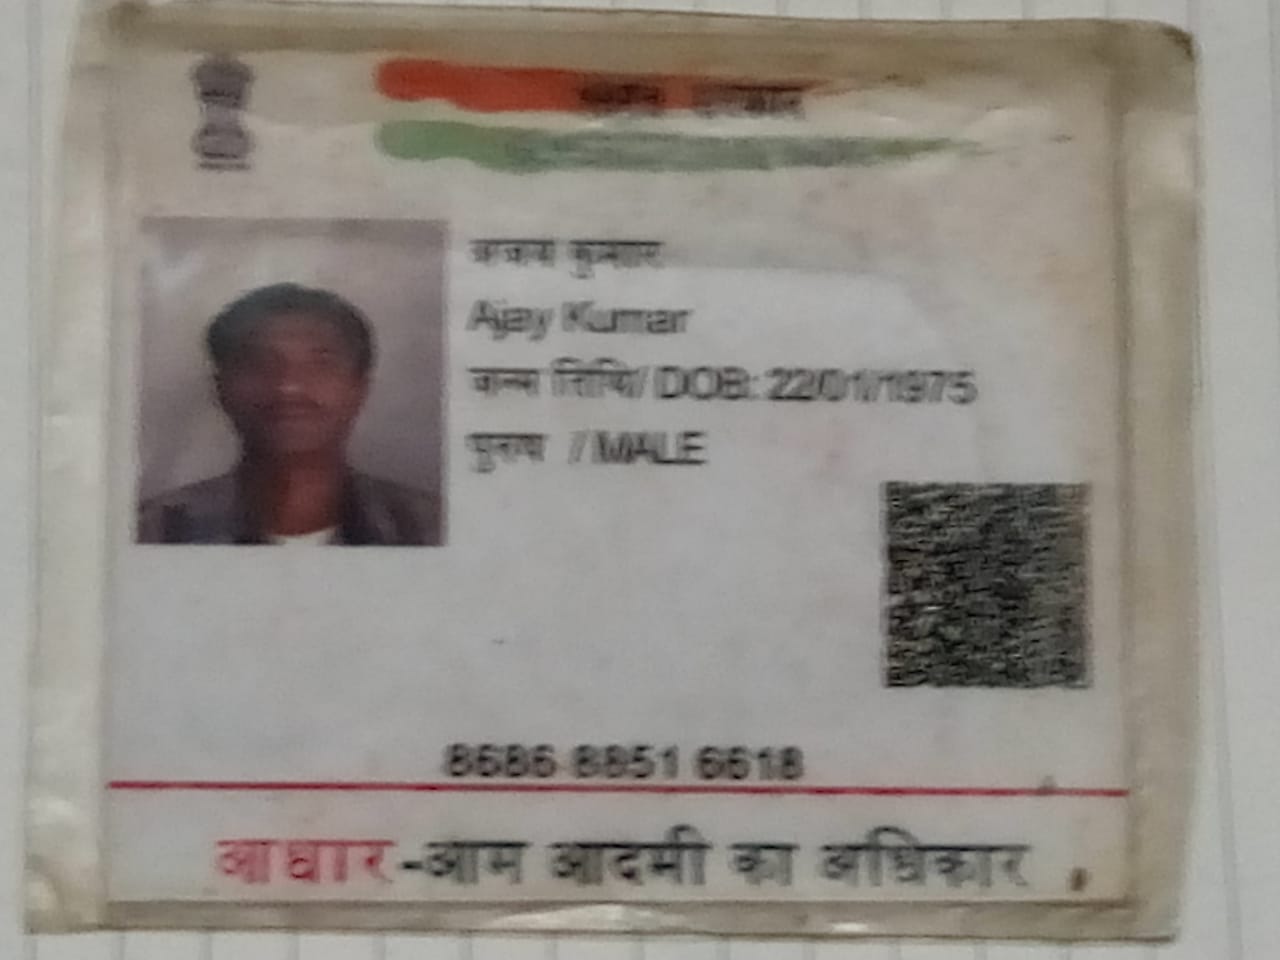 भारत सरकार
अजय कुमार
Ajay Kumar
जन्म तिथि/ DOB: 22/01/1975
पुरुष / MALE
8686 8851 6618
आधार-आम आदमी का अधिकार